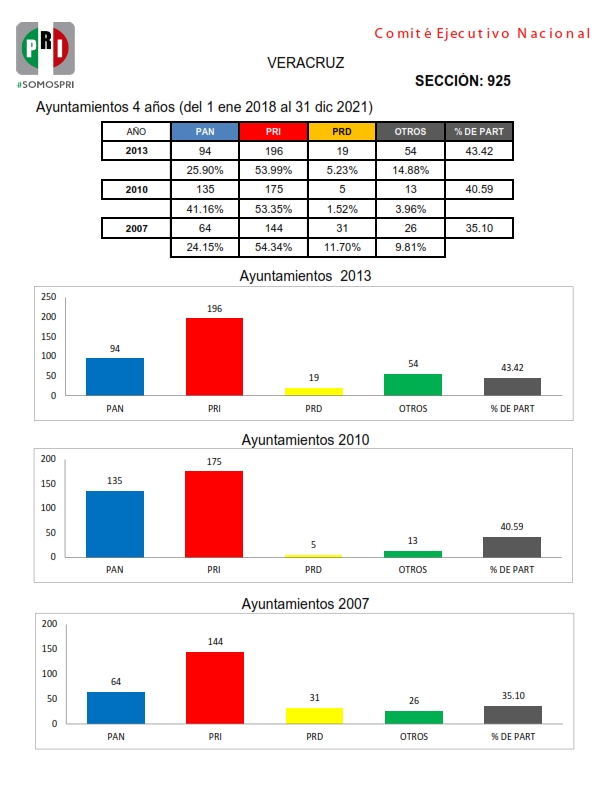 Comité Ejecutivo Nacional
PRI
#SOMOSPRI
VERACRUZ
SECCIÓN: 925
Ayuntamientos 4 años (del 1 ene 2018 al 31 dic 2021)
AÑO PAN PRI PRD OTROS % DE PART
2013 94 196 19 54 43.42
25.90% 53.99% 5.23% 14.88%
2010 135 175 5 13 40.59
41.16% 53.35% 1.52% 3.96%
2007 64 144 31 26 35.10
24.15% 54.34% 11.70% 9.81%
Ayuntamientos 2013
250
200
150
100
50
0
94 196 19 54 43.42
PAN PRI PRD OTROS % DE PART
Ayuntamientos 2010
200
150
100
50
0
135 175 5 13 40.59
PAN PRI PRD OTROS % DE PART
Ayuntamientos 2007
200
150
100
50
0
64 144 31 26 35.10
PAN PRI PRD OTROS % DE PART